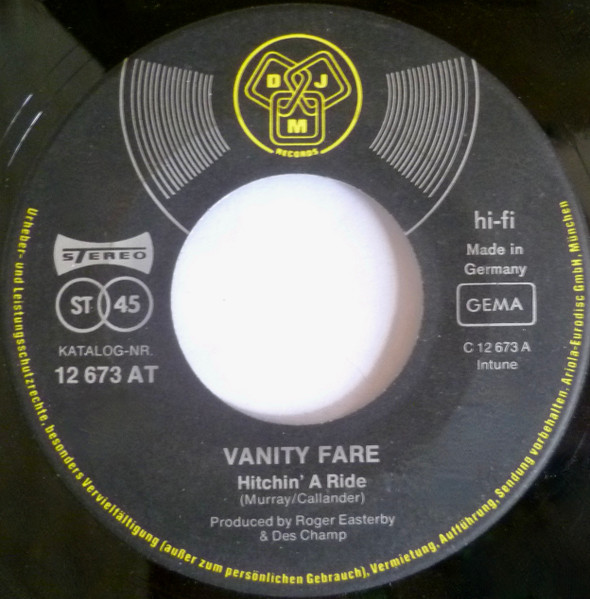 D J
M
RECORDS
STEREO
ST 45
KATALOG-NR.
12 673 AT
hi-fi
Made in
Germany
GEMA
C 12 673 A
Intune
VANITY FARE
Hitchin' A Ride
(Murray/Callander)
Produced by Roger Easterby
& Des Champ
Urheber- und Leistungsschutzrechte, besonders Vervielfältigung (außer zum persönlichen Gebrauch), Vermietung, Aufführung, Sendung vorbehalten. Ariola-Eurodisc GmbH, München